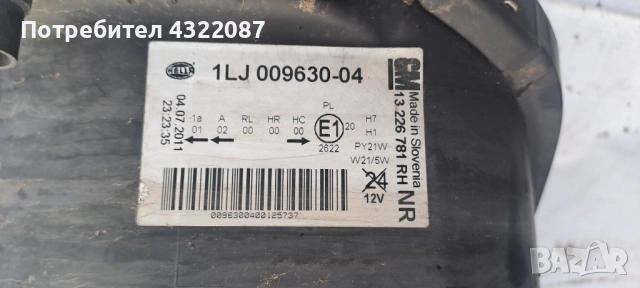 Потребител 4322087
HELLA
1LJ 009630-04
GM
Made in Slovenia
13 226 781 RH
NR
04.07.2011
23:23:35
1a A RL HR HC
01 02 00 00 00
PL
E1 20
2622
H7
H1
PY21W
W21/5W
24
12V
0096300400125737
BAZAR